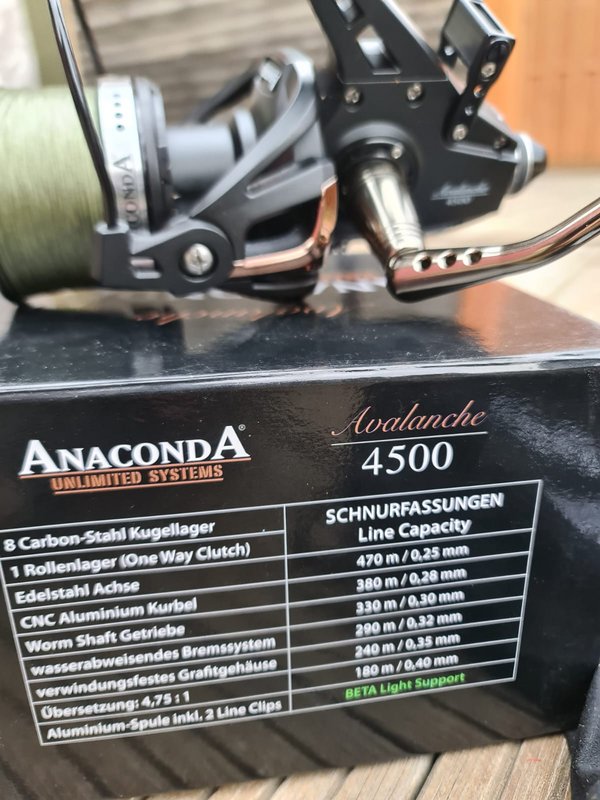 ANACONDA
Avalanche
4500
ANACONDA®
UNLIMITED SYSTEMS
Avalanche
4500
8 Carbon-Stahl Kugellager
1 Rollenlager (One Way Clutch)
Edelstahl Achse
CNC Aluminium Kurbel
Worm Shaft Getriebe
wasserabweisendes Bremssystem
verwindungsfestes Grafitgehäuse
Übersetzung: 4,75 : 1
Aluminium-Spule inkl. 2 Line Clips
SCHNURFASSUNGEN
Line Capacity
470 m / 0,25 mm
380 m / 0,28 mm
330 m / 0,30 mm
290 m / 0,32 mm
240 m / 0,35 mm
180 m / 0,40 mm
BETA Light Support